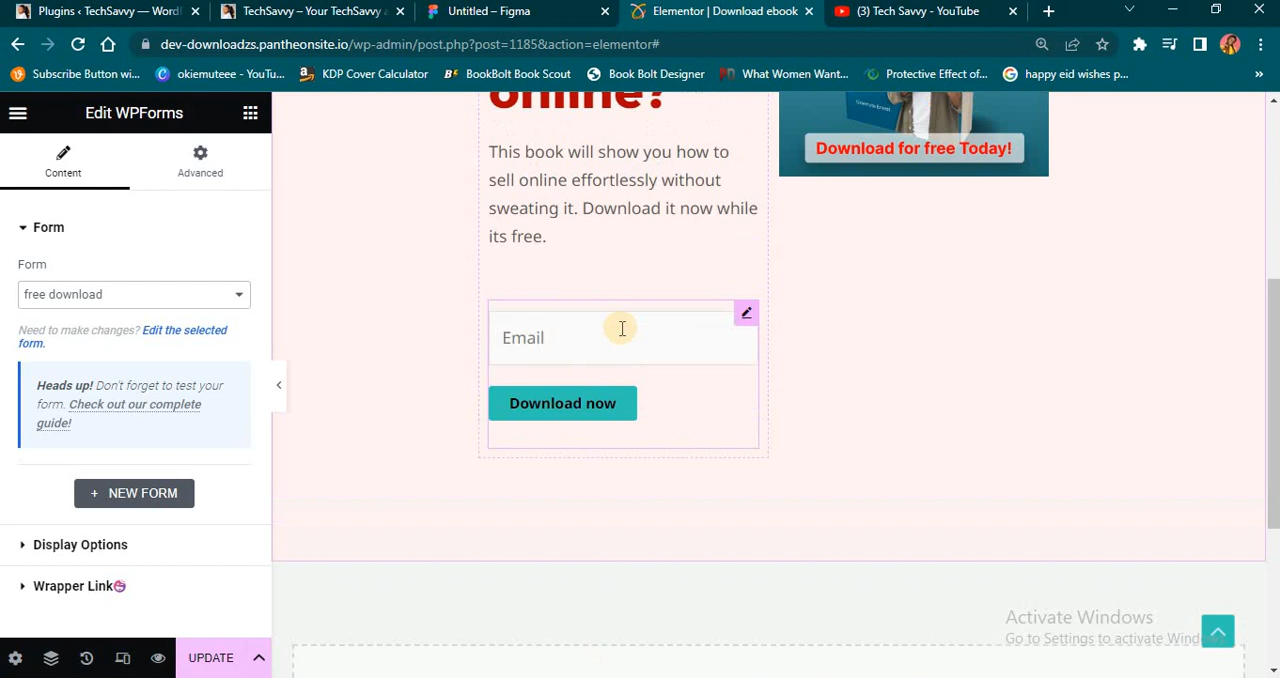 Plugins ‹ TechSavvy — Word
TechSavvy – Your TechSavvy a
Untitled – Figma
Elementor | Download ebook
(3) Tech Savvy - YouTube
dev-downloadzs.pantheonsite.io/wp-admin/post.php?post=1185&action=elementor#
Subscribe Button wi...
okiemuteee - YouTu...
KDP Cover Calculator
BookBolt Book Scout
Book Bolt Designer
What Women Want...
Protective Effect of...
happy eid wishes p...
Edit WPForms
Content
Advanced
Form
Form
free download
Need to make changes? Edit the selected
form.
Heads up! Don't forget to test your
form. Check out our complete
guide!
+ NEW FORM
Display Options
Wrapper Link
UPDATE
online?
This book will show you how to
sell online effortlessly without
sweating it. Download it now while
its free.
Email
Download now
Download for free Today!
Activate Windows
Go to Settings to activate Windo